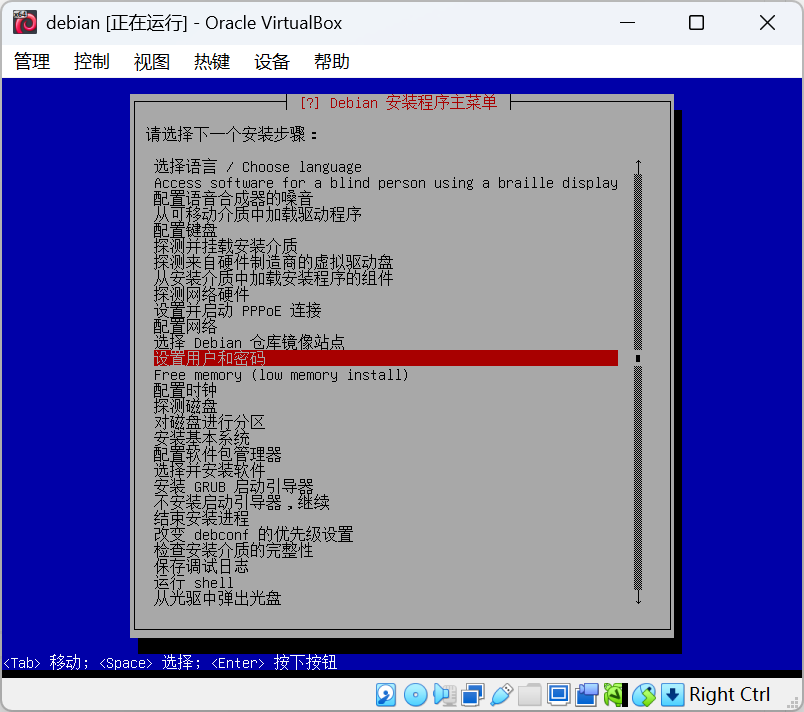 debian [正在运行] - Oracle VirtualBox
管理 控制 视图 热键 设备 帮助
[?] Debian 安装程序主菜单
请选择下一个安装步骤：
选择语言 / Choose language
Access software for a blind person using a braille display
配置语音合成器的嗓音
从可移动介质中加载驱动程序
配置键盘
探测并挂载安装介质
探测来自硬件制造商的虚拟驱动盘
从安装介质中加载安装程序的组件
探测网络硬件
设置并启动 PPPoE 连接
配置网络
选择 Debian 仓库镜像站点
设置用户和密码
Free memory (low memory install)
配置时钟
探测磁盘
对磁盘进行分区
安装基本系统
配置软件包管理器
选择并安装软件
安装 GRUB 启动引导器
不安装启动引导器，继续
结束安装进程
改变 debconf 的优先级设置
检查安装介质的完整性
保存调试日志
运行 shell
从光驱中弹出光盘
<Tab> 移动; <Space> 选择; <Enter> 按下按钮
Right Ctrl